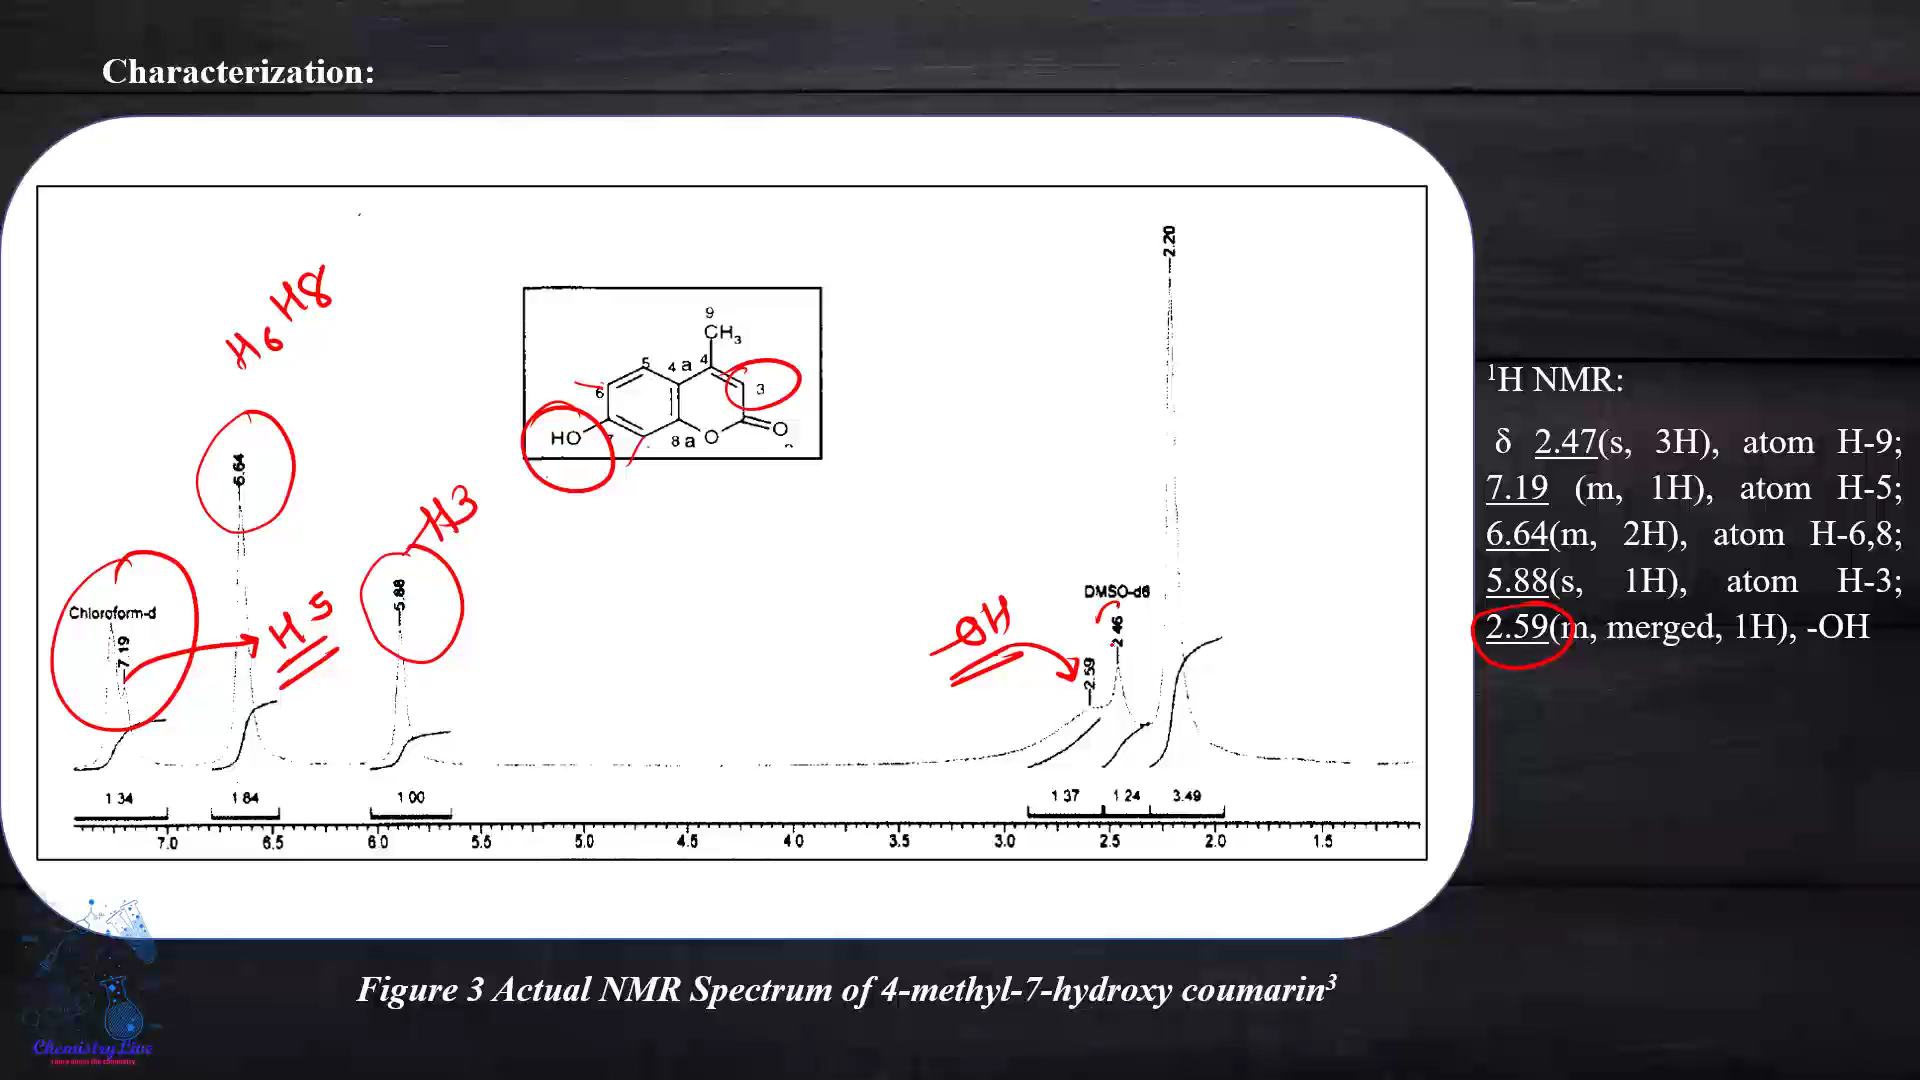 Characterization:
2.20
H6 H8
9
CH3
4
4 a
5
3
6
HO
7
8 a
O
O
6.64
-H3
5.88
Chloroform-d
7.19
H 5
-OH
DMSO-d6
2.46
2.59
1.34 1.84 1.00 1.37 1.24 3.49
7.0 6.5 6.0 5.5 5.0 4.5 4.0 3.5 3.0 2.5 2.0 1.5
¹H NMR:
δ 2.47(s, 3H), atom H-9;
7.19 (m, 1H), atom H-5;
6.64(m, 2H), atom H-6,8;
5.88(s, 1H), atom H-3;
2.59(m, merged, 1H), -OH
Figure 3 Actual NMR Spectrum of 4-methyl-7-hydroxy coumarin³
Chemistry Live